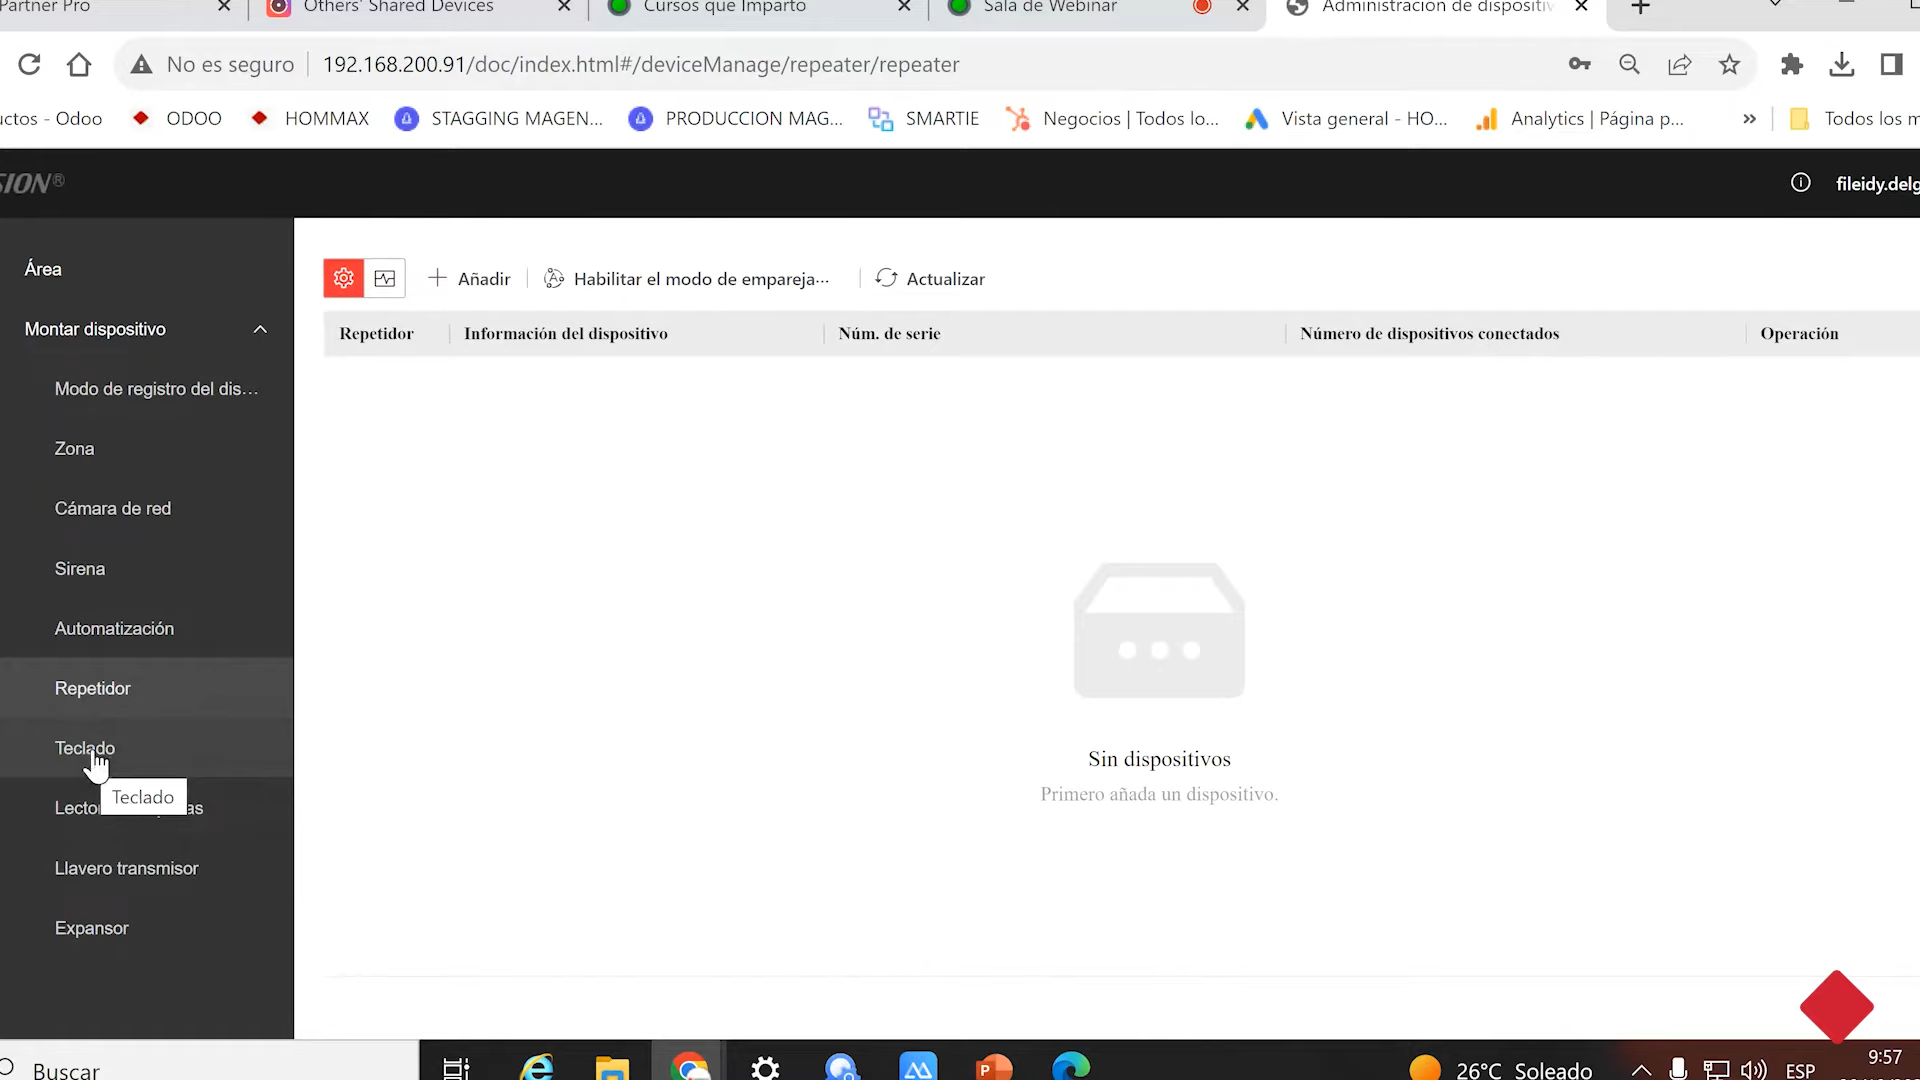 Partner Pro
Others' Shared Devices
Cursos que Imparto
Sala de Webinar
Administración de dispositiv
No es seguro
192.168.200.91/doc/index.html#/deviceManage/repeater/repeater
uctos - Odoo
ODOO
HOMMAX
STAGGING MAGEN...
PRODUCCION MAG...
SMARTIE
Negocios | Todos lo...
Vista general - HO...
Analytics | Página p...
»
Todos los m
SION®
fileidy.delg
Área
Montar dispositivo
Modo de registro del dis...
Zona
Cámara de red
Sirena
Automatización
Repetidor
Teclado
Teclado
Llavero transmisor
Expansor
Añadir
Habilitar el modo de empareja...
Actualizar
Repetidor
Información del dispositivo
Núm. de serie
Número de dispositivos conectados
Operación
Sin dispositivos
Primero añada un dispositivo.
Buscar
26°C Soleado
ESP
9:57